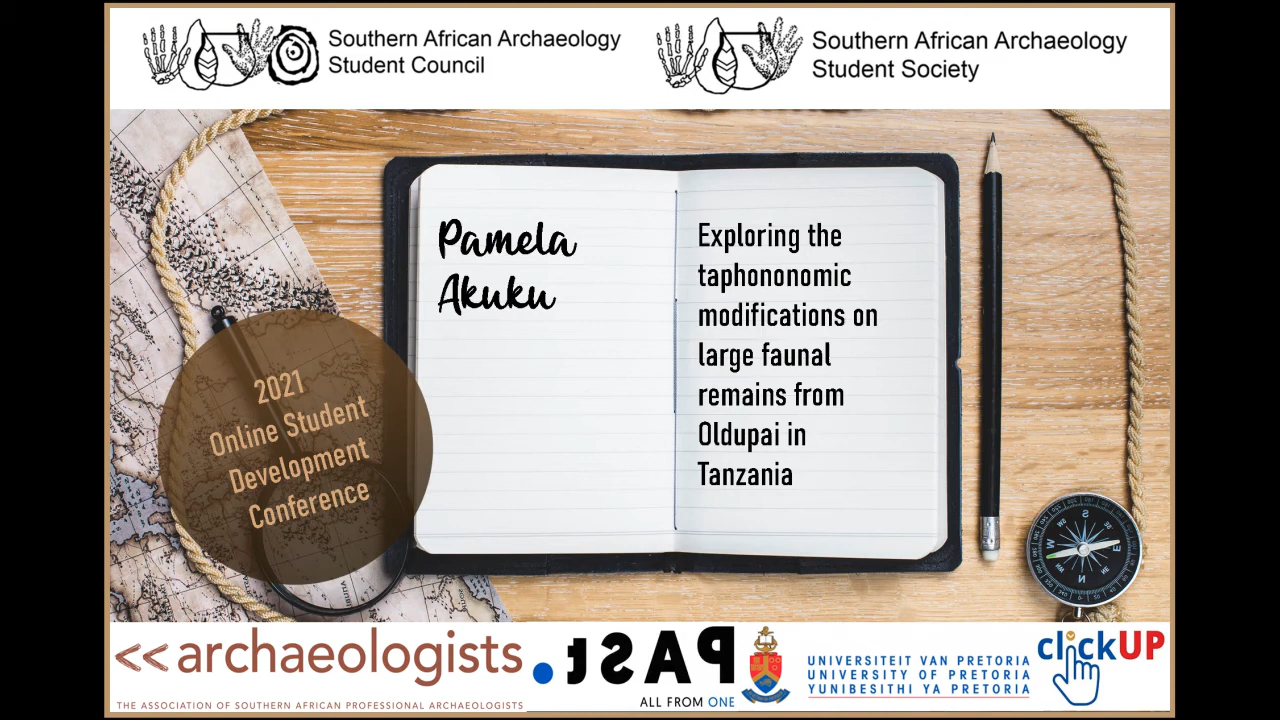 Southern African Archaeology
Student Council
Southern African Archaeology
Student Society
Pamela
Akuku
Exploring the
taphononomic
modifications on
large faunal
remains from
Oldupai in
Tanzania
2021
Online Student
Development
Conference
<<archaeologists
THE ASSOCIATION OF SOUTHERN AFRICAN PROFESSIONAL ARCHAEOLOGISTS
PAST
ALL FROM ONE
UNIVERSITEIT VAN PRETORIA
UNIVERSITY OF PRETORIA
YUNIBESITHI YA PRETORIA
clickUP